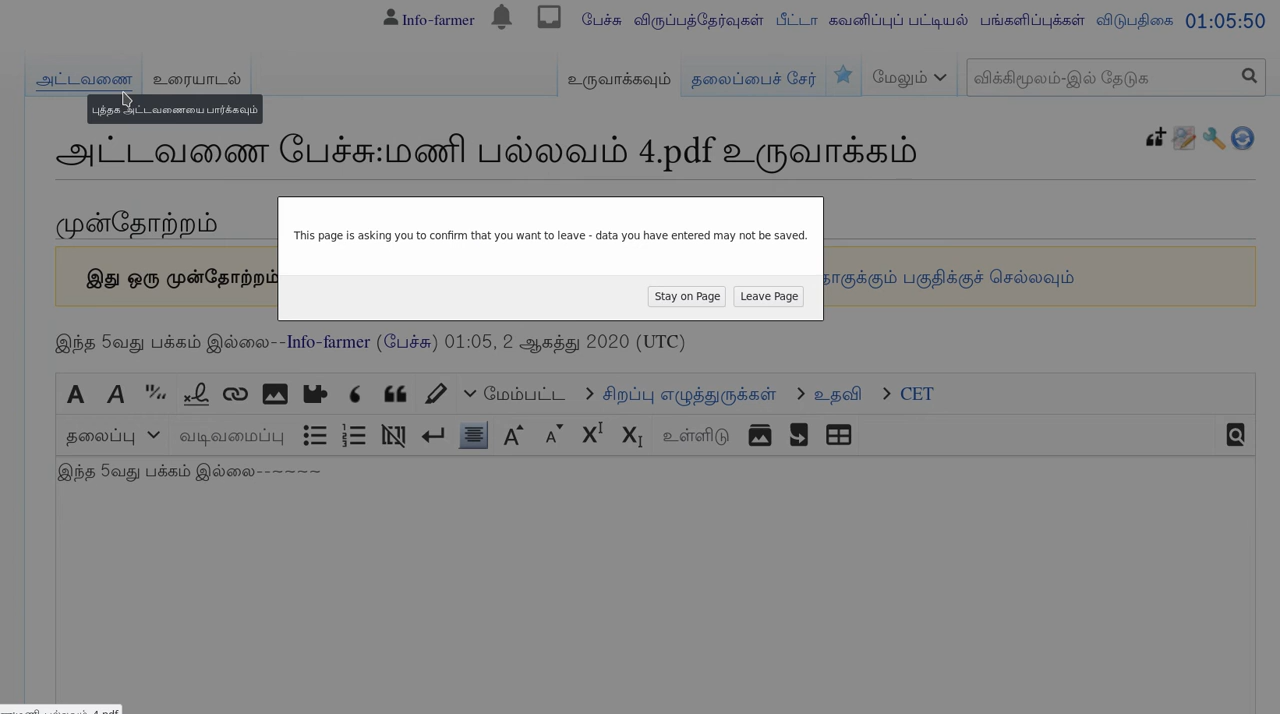 Info-farmer பேச்சு விருப்பத்தேர்வுகள் பீட்டா கவனிப்புப் பட்டியல் பங்களிப்புக்கள் விடுபதிகை 01:05:50
அட்டவணை உரையாடல் உருவாக்கவும் தலைப்பைச் சேர் மேலும் விக்கிமூலம்-இல் தேடுக
புத்தக அட்டவணையை பார்க்கவும்
அட்டவணை பேச்சு:மணி பல்லவம் 4.pdf உருவாக்கம்
முன்தோற்றம்
This page is asking you to confirm that you want to leave - data you have entered may not be saved.
இது ஒரு முன்தோற்றம் பகுதிக்குச் செல்லவும்
Stay on Page Leave Page
இந்த 5வது பக்கம் இல்லை--Info-farmer (பேச்சு) 01:05, 2 ஆகத்து 2020 (UTC)
மேம்பட்ட சிறப்பு எழுத்துருக்கள் உதவி CET
தலைப்பு வடிவமைப்பு உள்ளிடு
இந்த 5வது பக்கம் இல்லை--~~~~